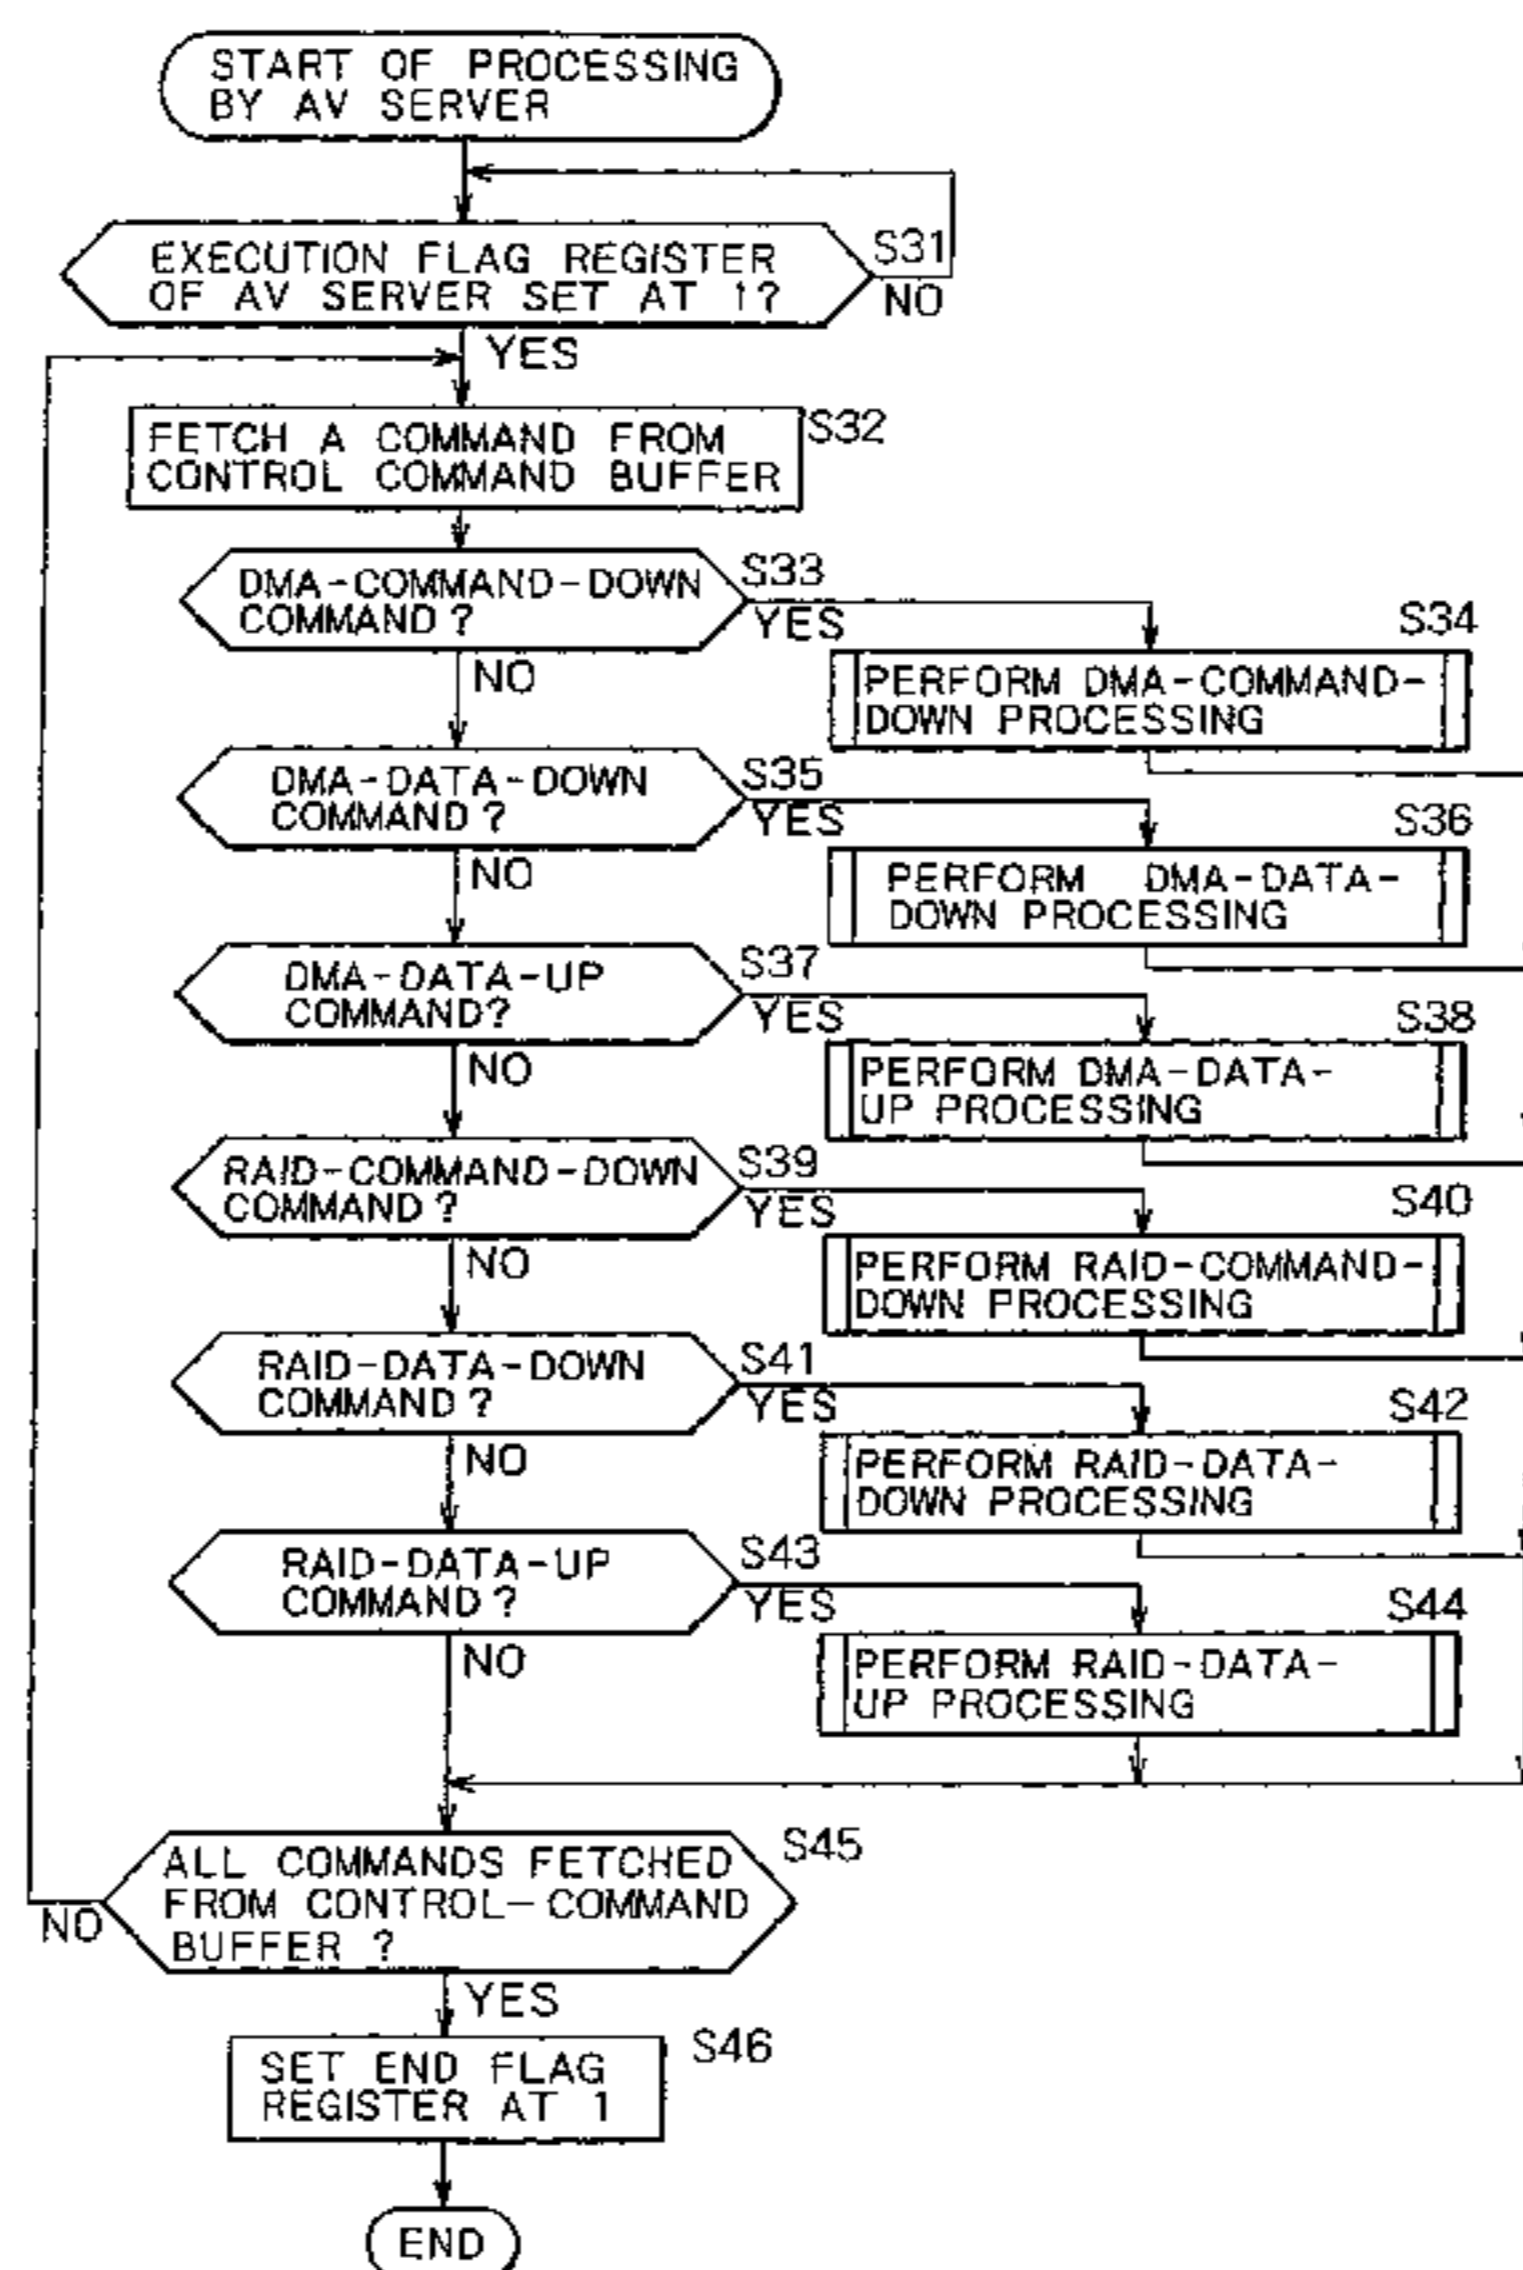 START OF PROCESSING
BY AV SERVER
EXECUTION FLAG REGISTER
OF AV SERVER SET AT 1?
S31
NO
YES
FETCH A COMMAND FROM
CONTROL COMMAND BUFFER
S32
DMA-COMMAND-DOWN
COMMAND?
S33
YES
NO
S34
PERFORM DMA-COMMAND-
DOWN PROCESSING
DMA-DATA-DOWN
COMMAND?
S35
YES
NO
S36
PERFORM DMA-DATA-
DOWN PROCESSING
DMA-DATA-UP
COMMAND?
S37
YES
NO
S38
PERFORM DMA-DATA-
UP PROCESSING
RAID-COMMAND-DOWN
COMMAND?
S39
YES
NO
S40
PERFORM RAID-COMMAND-
DOWN PROCESSING
RAID-DATA-DOWN
COMMAND?
S41
YES
NO
S42
PERFORM RAID-DATA-
DOWN PROCESSING
RAID-DATA-UP
COMMAND?
S43
YES
NO
S44
PERFORM RAID-DATA-
UP PROCESSING
ALL COMMANDS FETCHED
FROM CONTROL-COMMAND
BUFFER ?
S45
NO
YES
SET END FLAG
REGISTER AT 1
S46
END